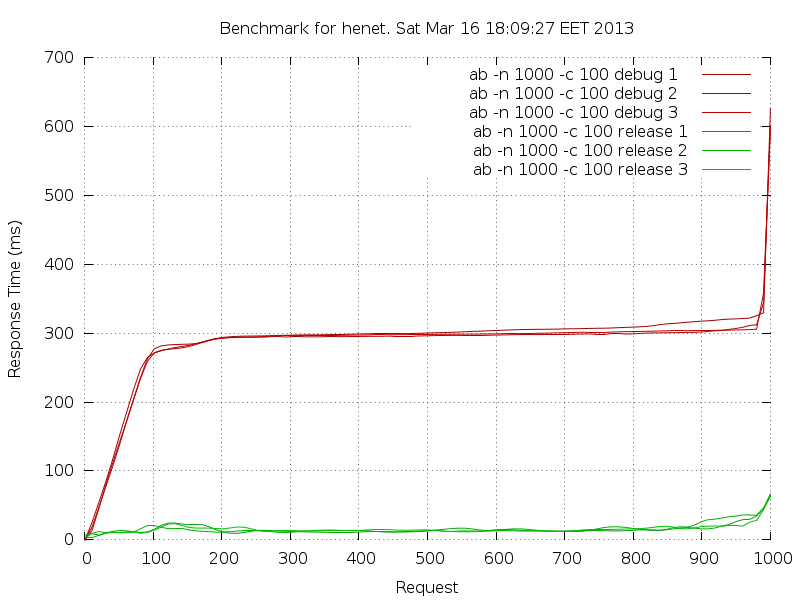 Benchmark for henet. Sat Mar 16 18:09:27 EET 2013
700
600
500
400
300
200
100
0
Response Time (ms)
ab -n 1000 -c 100 debug 1
ab -n 1000 -c 100 debug 2
ab -n 1000 -c 100 debug 3
ab -n 1000 -c 100 release 1
ab -n 1000 -c 100 release 2
ab -n 1000 -c 100 release 3
0 100 200 300 400 500 600 700 800 900 1000
Request